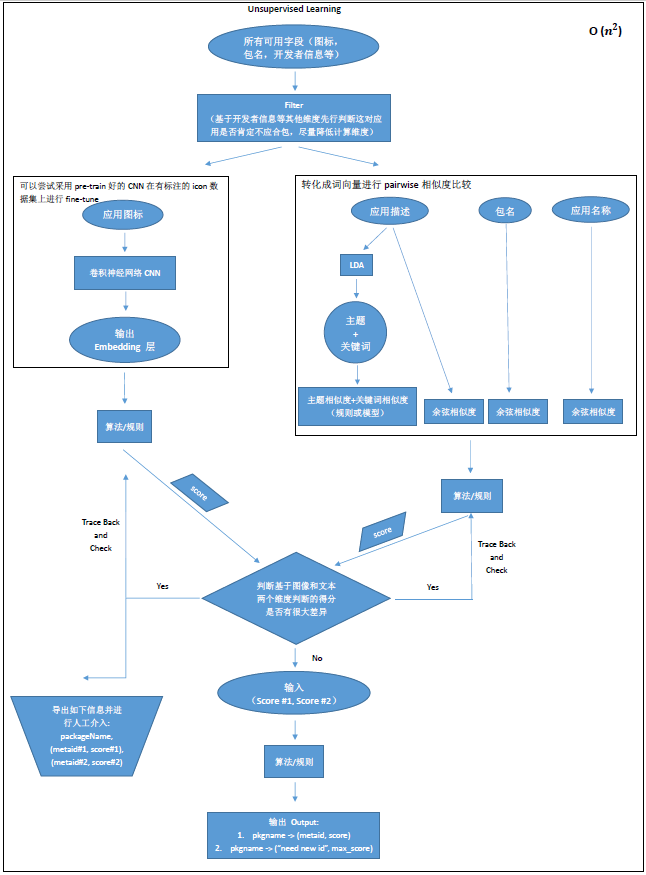 Unsupervised Learning
O (n²)
所有可用字段（图标，
包名，开发者信息等）
Filter
（基于开发者信息等其他维度先行判断这对应
用是否肯定不应合包，尽量降低计算维度）
可以尝试采用 pre-train 好的 CNN 在有标注的 icon 数
据集上进行 fine-tune
应用图标
卷积神经网络 CNN
输出
Embedding 层
算法/规则
转化成词向量进行 pairwise 相似度比较
应用描述
包名
应用名称
LDA
主题
+
关键词
主题相似度+关键词相似度
（规则或模型）
余弦相似度
余弦相似度
余弦相似度
算法/规则
score
score
Trace Back
and
Check
Trace Back
and
Check
Yes
判断基于图像和文本
两个维度判断的得分
是否有很大差异
Yes
No
导出如下信息并进
行人工介入:
packageName,
(metaid#1, score#1),
(metaid#2, score#2)
输入
（Score #1, Score #2）
算法/规则
输出 Output:
1. pkgname -> (metaid, score)
2. pkgname -> (“need new id”, max_score)